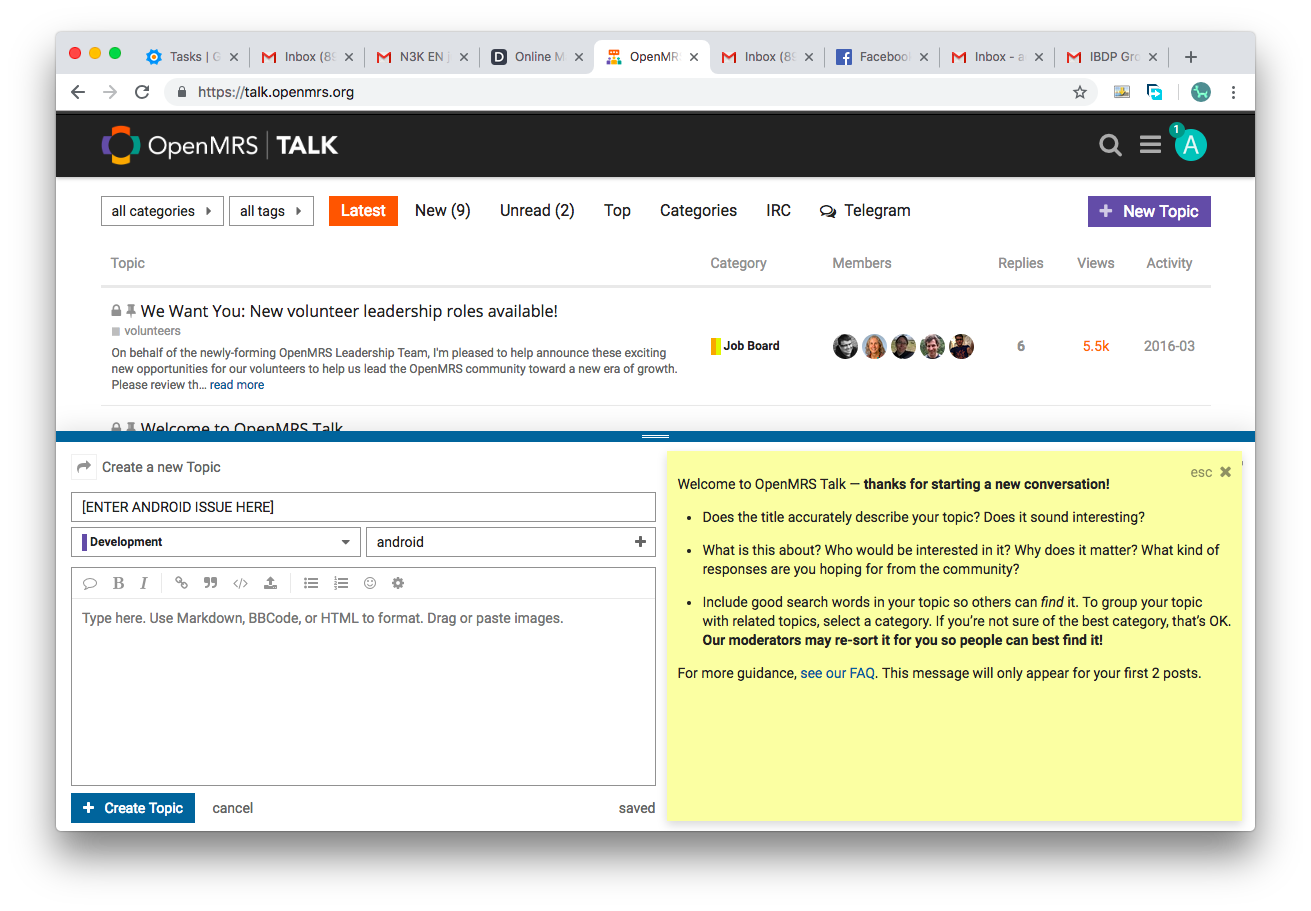 Tasks | G
Inbox (89
N3K EN j
Online M
OpenMR
Inbox (89
Facebook
Inbox - a
IBDP Gro
https://talk.openmrs.org
OpenMRS | TALK
1
A
all categories
all tags
Latest
New (9)
Unread (2)
Top
Categories
IRC
Telegram
+ New Topic
Topic Category Members Replies Views Activity
We Want You: New volunteer leadership roles available!
volunteers
On behalf of the newly-forming OpenMRS Leadership Team, I'm pleased to help announce these exciting
new opportunities for our volunteers to help us lead the OpenMRS community toward a new era of growth.
Please review th... read more
Job Board
6
5.5k
2016-03
Welcome to OpenMRS Talk
Create a new Topic
[ENTER ANDROID ISSUE HERE]
Development
android
Type here. Use Markdown, BBCode, or HTML to format. Drag or paste images.
+ Create Topic
cancel
saved
esc
Welcome to OpenMRS Talk — thanks for starting a new conversation!
• Does the title accurately describe your topic? Does it sound interesting?
• What is this about? Who would be interested in it? Why does it matter? What kind of
responses are you hoping for from the community?
• Include good search words in your topic so others can find it. To group your topic
with related topics, select a category. If you're not sure of the best category, that's OK.
Our moderators may re-sort it for you so people can best find it!
For more guidance, see our FAQ. This message will only appear for your first 2 posts.